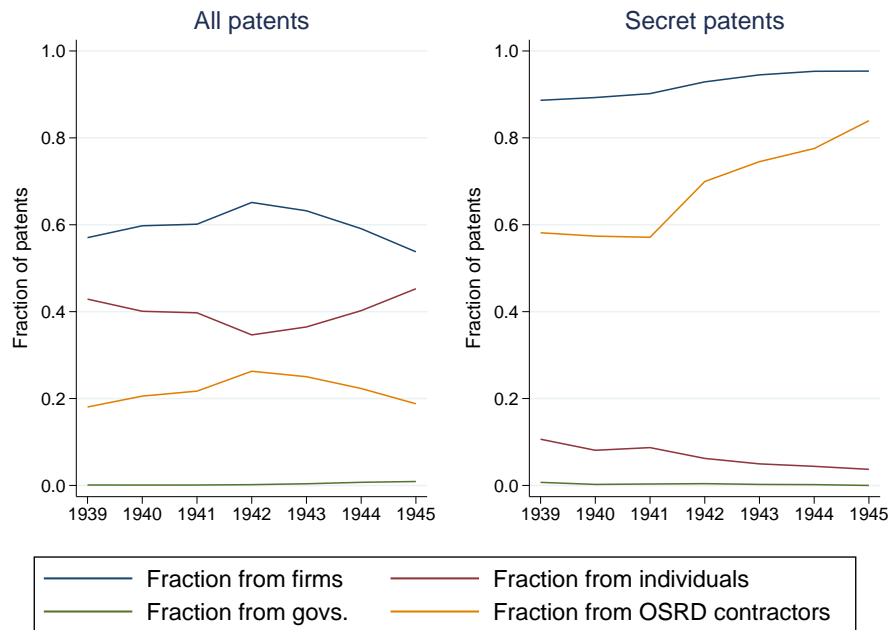 All patents
Fraction of patents
1.0
0.8
0.6
0.4
0.2
0.0
1939 1940 1941 1942 1943 1944 1945
Secret patents
Fraction of patents
1.0
0.8
0.6
0.4
0.2
0.0
1939 1940 1941 1942 1943 1944 1945
Fraction from firms
Fraction from individuals
Fraction from govs.
Fraction from OSRD contractors